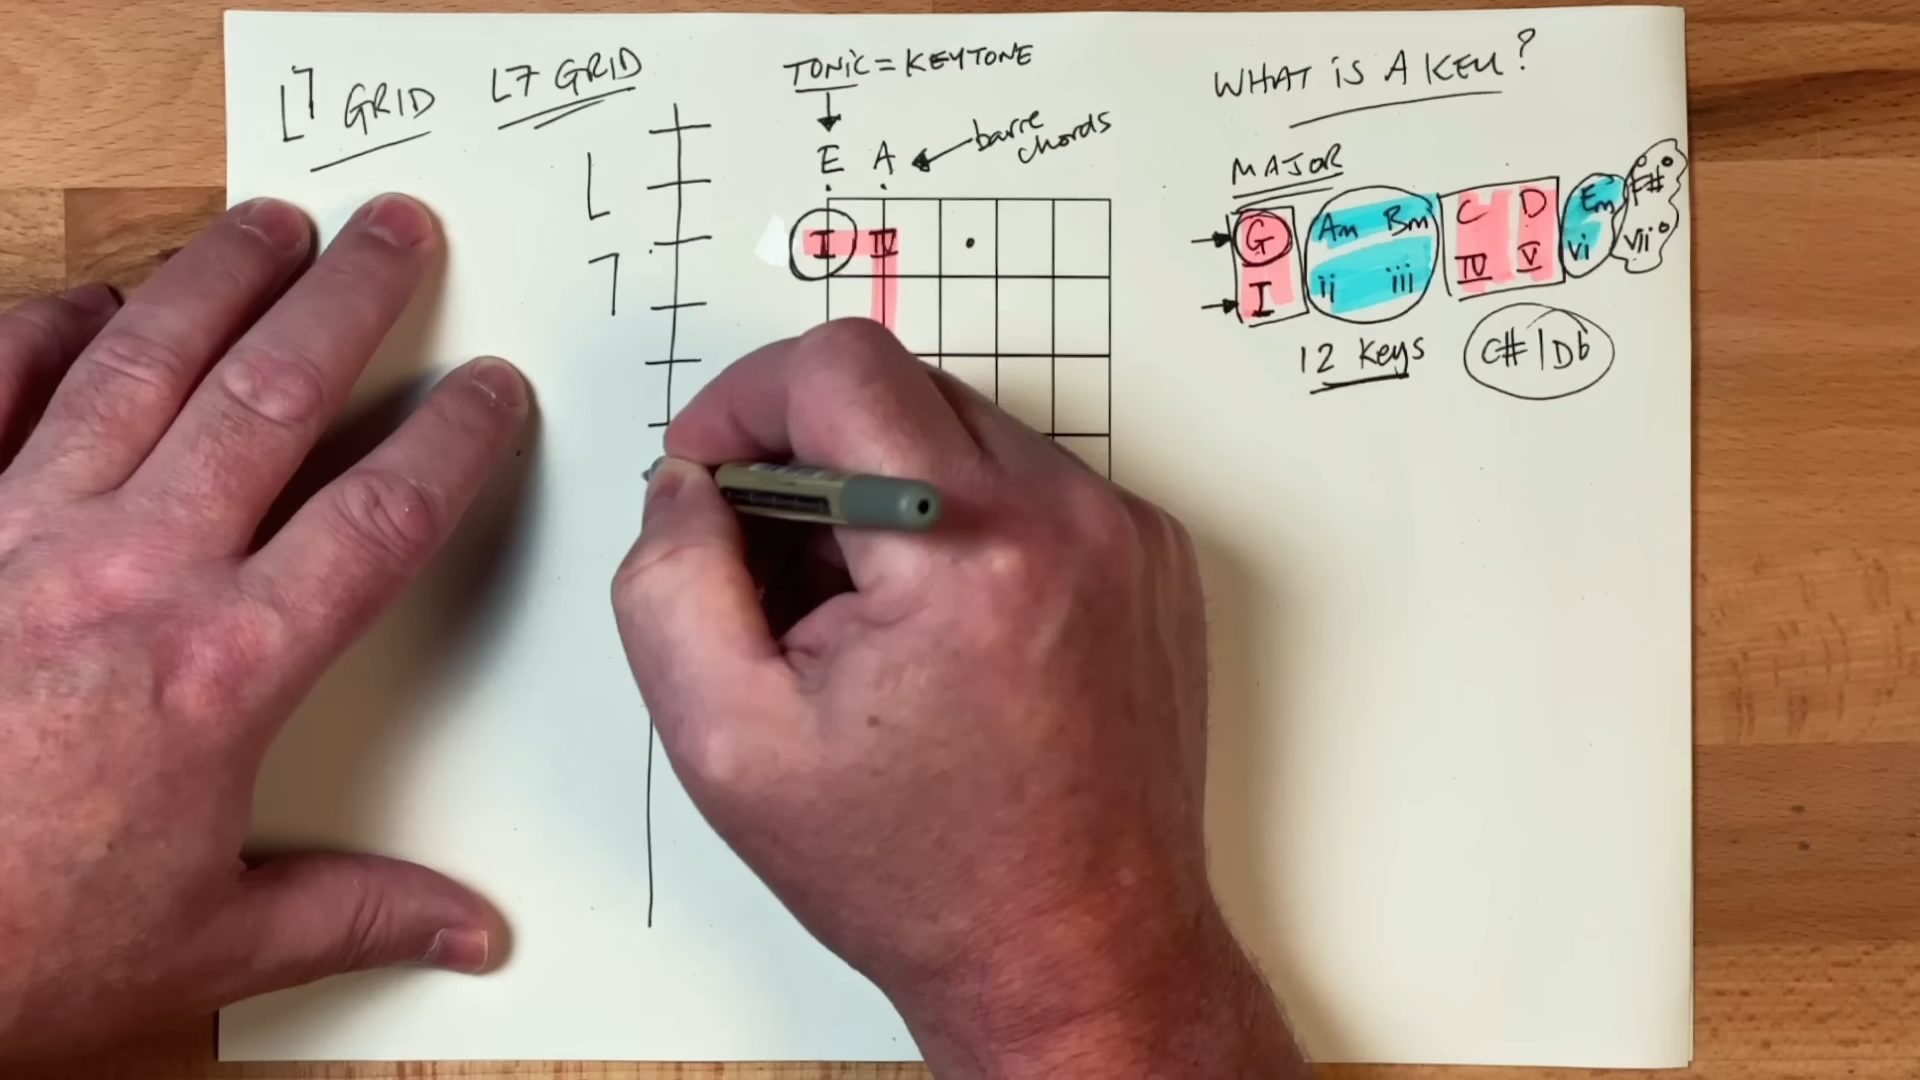 L7 GRID
L7 GRID
L
7
TONIC = KEYTONE
E A
barre
chords
I IV
WHAT IS A KEY?
MAJOR
G Am Bm C D Em F#°
I ii iii IV V vi vii°
12 Keys
C#|Db